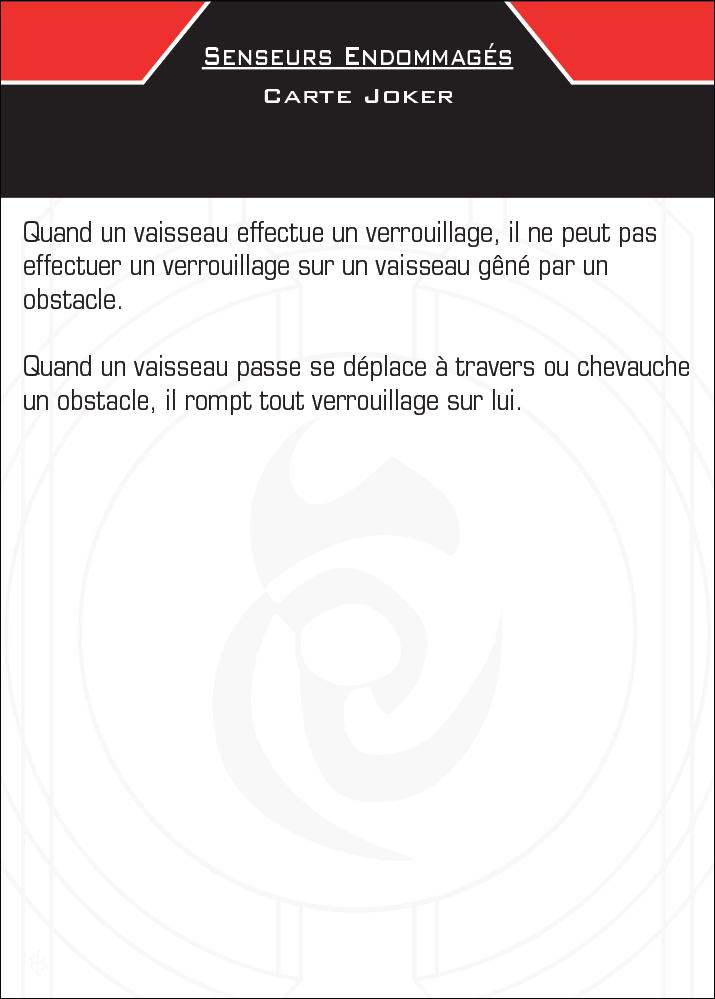 Senseurs Endommagés
Carte Joker
Quand un vaisseau effectue un verrouillage, il ne peut pas
effectuer un verrouillage sur un vaisseau gêné par un
obstacle.
Quand un vaisseau passe se déplace à travers ou chevauche
un obstacle, il rompt tout verrouillage sur lui.